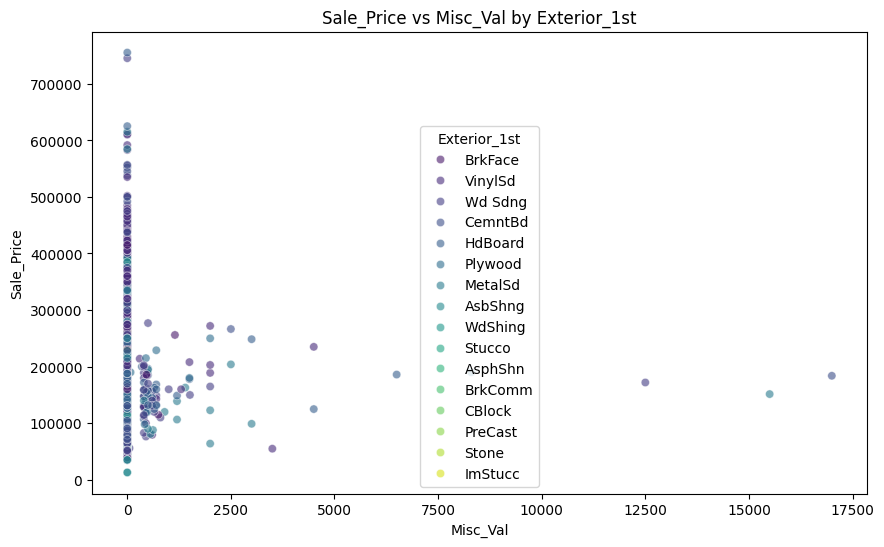 Sale_Price vs Misc_Val by Exterior_1st
700000
600000
500000
400000
300000
200000
100000
0
Sale_Price
Exterior_1st
BrkFace
VinylSd
Wd Sdng
CemntBd
HdBoard
Plywood
MetalSd
AsbShng
WdShing
Stucco
AsphShn
BrkComm
CBlock
PreCast
Stone
ImStucc
0 2500 5000 7500 10000 12500 15000 17500
Misc_Val